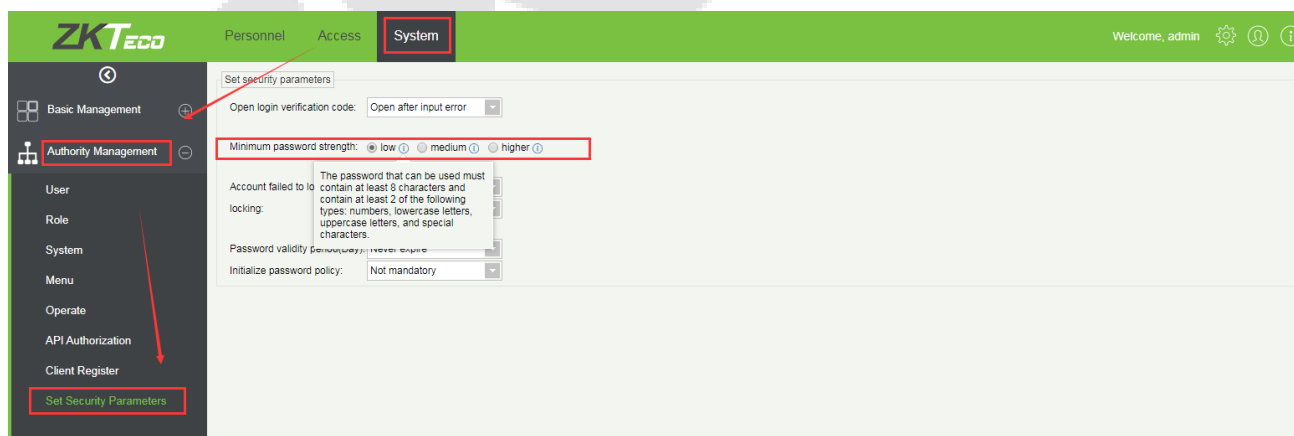 ZKTeco
Personnel Access System
Welcome, admin
Basic Management
Authority Management
User
Role
System
Menu
Operate
API Authorization
Client Register
Set Security Parameters
Set security parameters
Open login verification code: Open after input error
Minimum password strength: low medium higher
The password that can be used must
contain at least 8 characters and
contain at least 2 of the following
types: numbers, lowercase letters,
uppercase letters, and special
characters.
Account failed to lo
locking:
Password validity period(Day): Never expire
Initialize password policy: Not mandatory